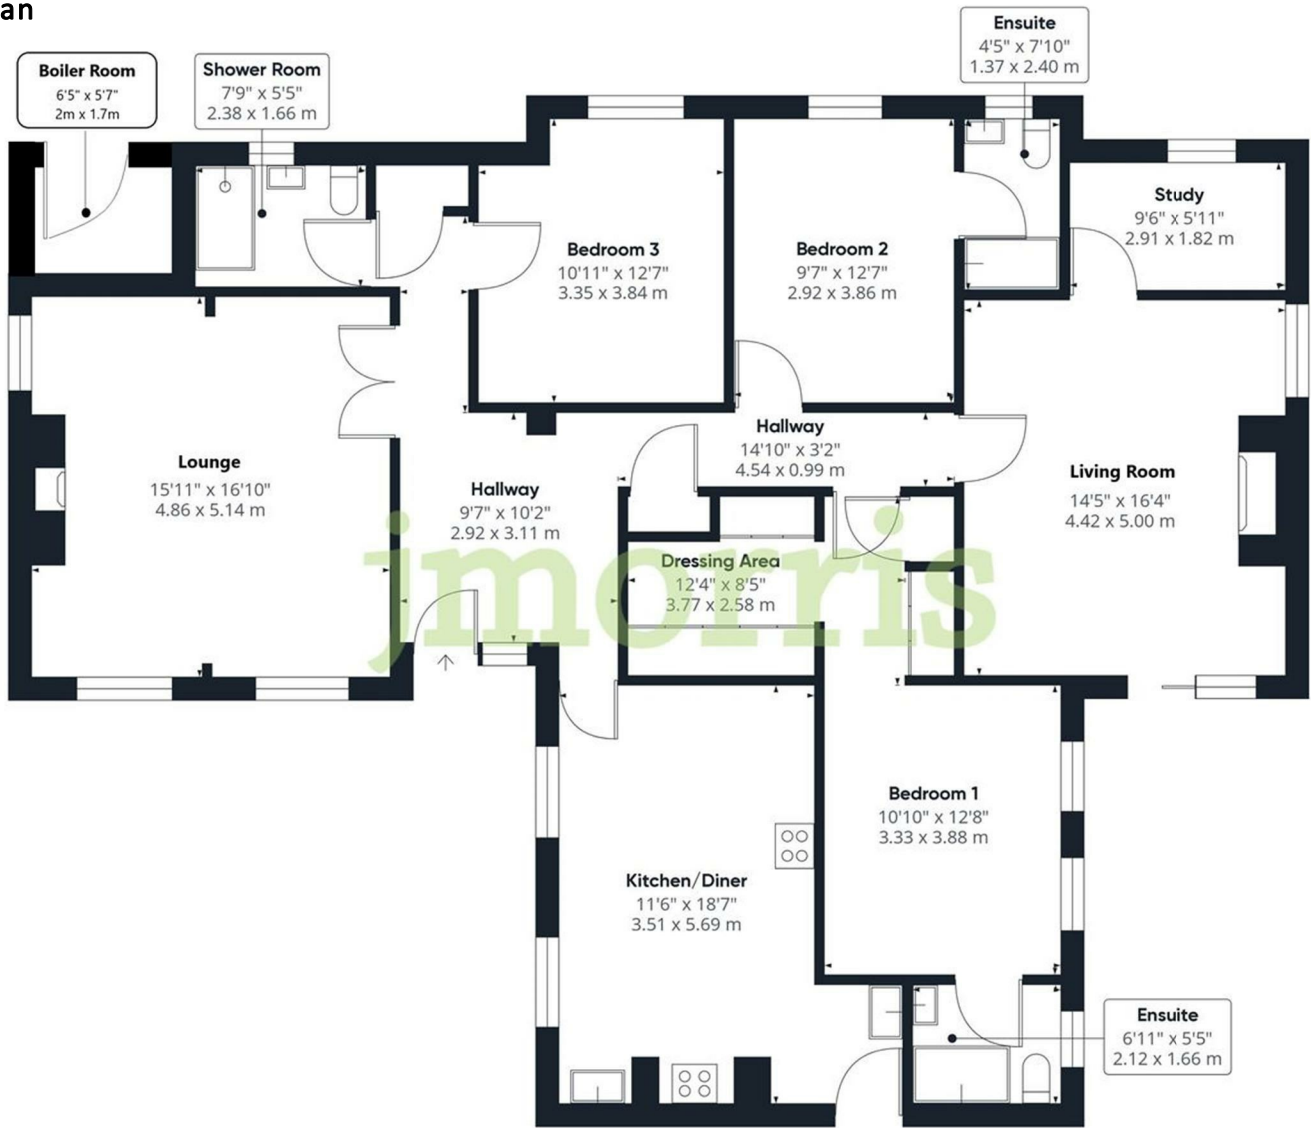 an
Boiler Room
6'5" x 5'7"
2m x 1.7m
Shower Room
7'9" x 5'5"
2.38 x 1.66 m
Ensuite
4'5" x 7'10"
1.37 x 2.40 m
Study
9'6" x 5'11"
2.91 x 1.82 m
Bedroom 3
10'11" x 12'7"
3.35 x 3.84 m
Bedroom 2
9'7" x 12'7"
2.92 x 3.86 m
Lounge
15'11" x 16'10"
4.86 x 5.14 m
Hallway
9'7" x 10'2"
2.92 x 3.11 m
Hallway
14'10" x 3'2"
4.54 x 0.99 m
Living Room
14'5" x 16'4"
4.42 x 5.00 m
Dressing Area
12'4" x 8'5"
3.77 x 2.58 m
jmorris
Bedroom 1
10'10" x 12'8"
3.33 x 3.88 m
Kitchen/Diner
11'6" x 18'7"
3.51 x 5.69 m
Ensuite
6'11" x 5'5"
2.12 x 1.66 m